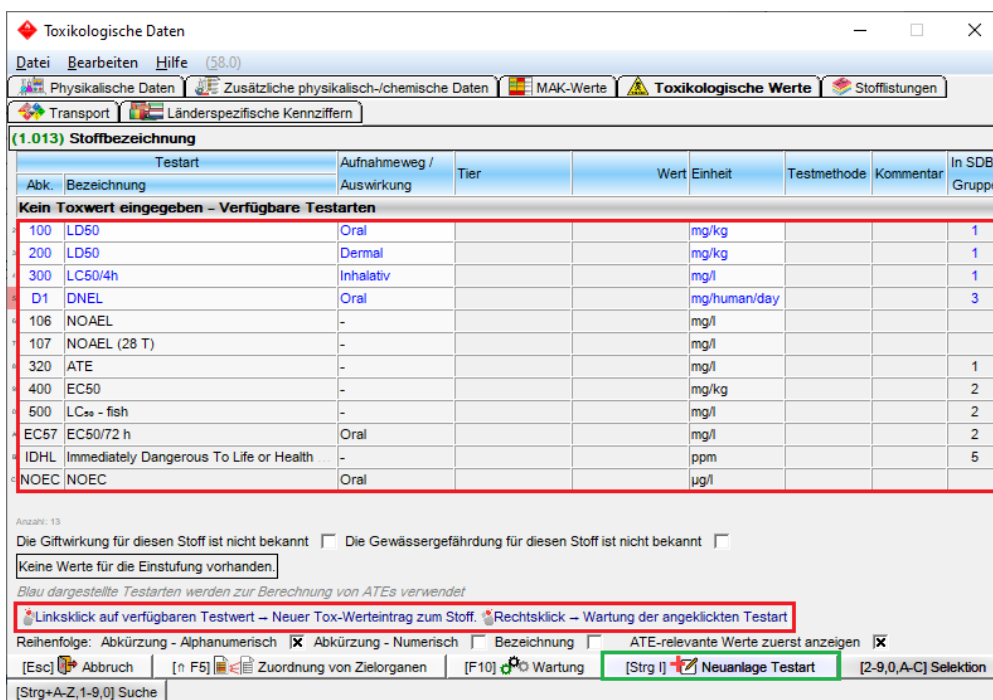 Toxikologische Daten
Datei Bearbeiten Hilfe (58.0)
Physikalische Daten Zusätzliche physikalisch-/chemische Daten MAK-Werte Toxikologische Werte Stofflistungen
Transport Länderspezifische Kennziffern
(1.013) Stoffbezeichnung
Testart Aufnahmeweg / Tier Wert Einheit Testmethode Kommentar In SDB
Abk. Bezeichnung Auswirkung Gruppe
Kein Toxwert eingegeben – Verfügbare Testarten
100 LD50 Oral mg/kg 1
200 LD50 Dermal mg/kg 1
300 LC50/4h Inhalativ mg/l 1
D1 DNEL Oral mg/human/day 3
106 NOAEL - mg/l
107 NOAEL (28 T) - mg/l
320 ATE - mg/l 1
400 EC50 - mg/kg 2
500 LC₅₀ - fish - mg/l 2
EC57 EC50/72 h Oral mg/l 2
IDHL Immediately Dangerous To Life or Health ... - ppm 5
NOEC NOEC Oral µg/l
Anzahl: 13
Die Giftwirkung für diesen Stoff ist nicht bekannt Die Gewässergefährdung für diesen Stoff ist nicht bekannt
Keine Werte für die Einstufung vorhanden.
Blau dargestellte Testarten werden zur Berechnung von ATEs verwendet
Linksklick auf verfügbaren Testwert → Neuer Tox-Werteintrag zum Stoff. Rechtsklick → Wartung der angeklickten Testart
Reihenfolge: Abkürzung - Alphanumerisch Abkürzung - Numerisch Bezeichnung ATE-relevante Werte zuerst anzeigen
[Esc] Abbruch [⇑ F5] Zuordnung von Zielorganen [F10] Wartung [Strg I] Neuanlage Testart [2-9,0,A-C] Selektion
[Strg+A-Z,1-9,0] Suche